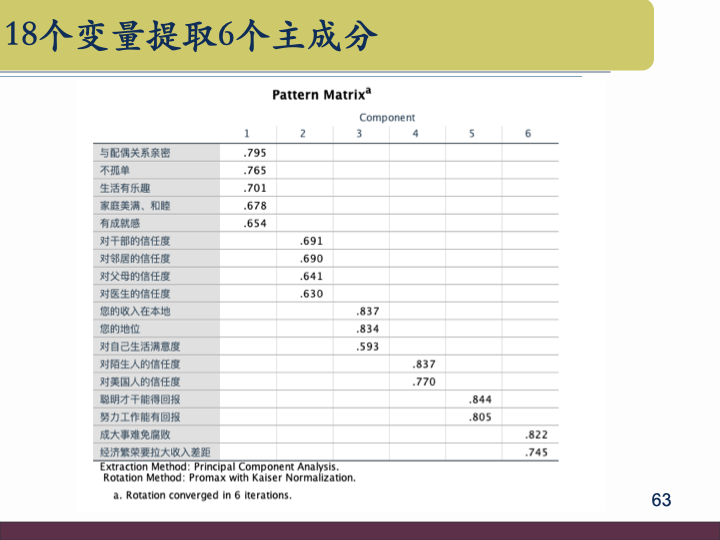 18个变量提取6个主成分
Pattern Matrixa
Component
1 2 3 4 5 6
与配偶关系亲密 .795
不孤单 .765
生活有乐趣 .701
家庭美满、和睦 .678
有成就感 .654
对干部的信任度 .691
对邻居的信任度 .690
对父母的信任度 .641
对医生的信任度 .630
您的收入在本地 .837
您的地位 .834
对自己生活满意度 .593
对陌生人的信任度 .837
对美国人的信任度 .770
聪明才干能得回报 .844
努力工作能有回报 .805
成大事难免腐败 .822
经济繁荣要拉大收入差距 .745
Extraction Method: Principal Component Analysis.
Rotation Method: Promax with Kaiser Normalization.
a. Rotation converged in 6 iterations.
63